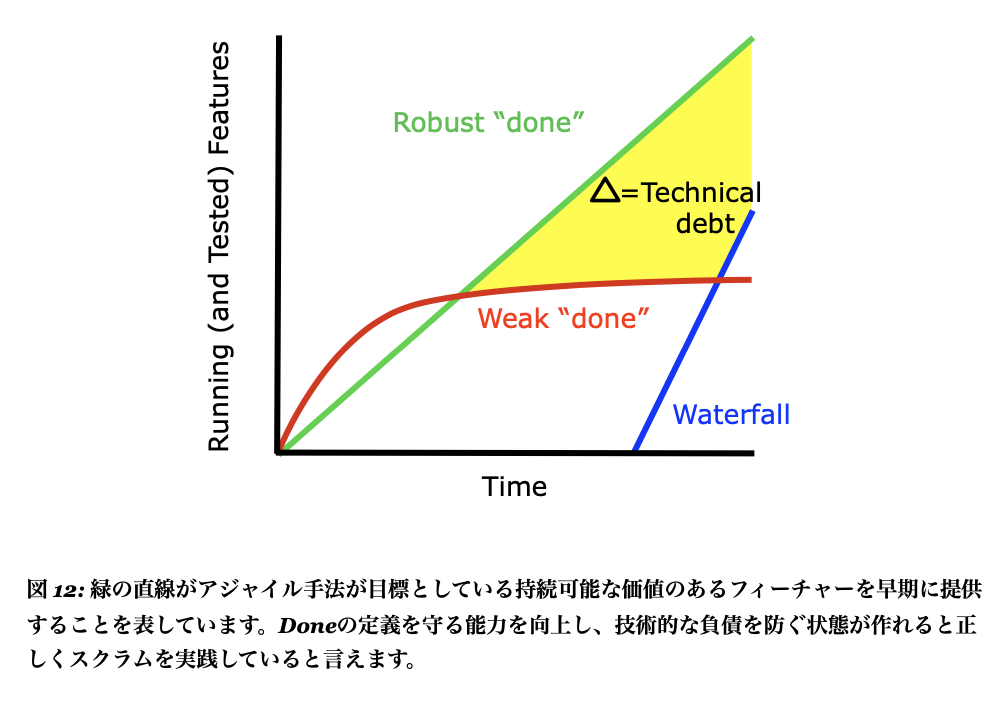 Running (and Tested) Features
Robust “done”
△=Technical
debt
Weak “done”
Waterfall
Time
図 12: 緑の直線がアジャイル手法が目標としている持続可能な価値のあるフィーチャーを早期に提供
することを表しています。Doneの定義を守る能力を向上し、技術的な負債を防ぐ状態が作れると正
しくスクラムを実践していると言えます。